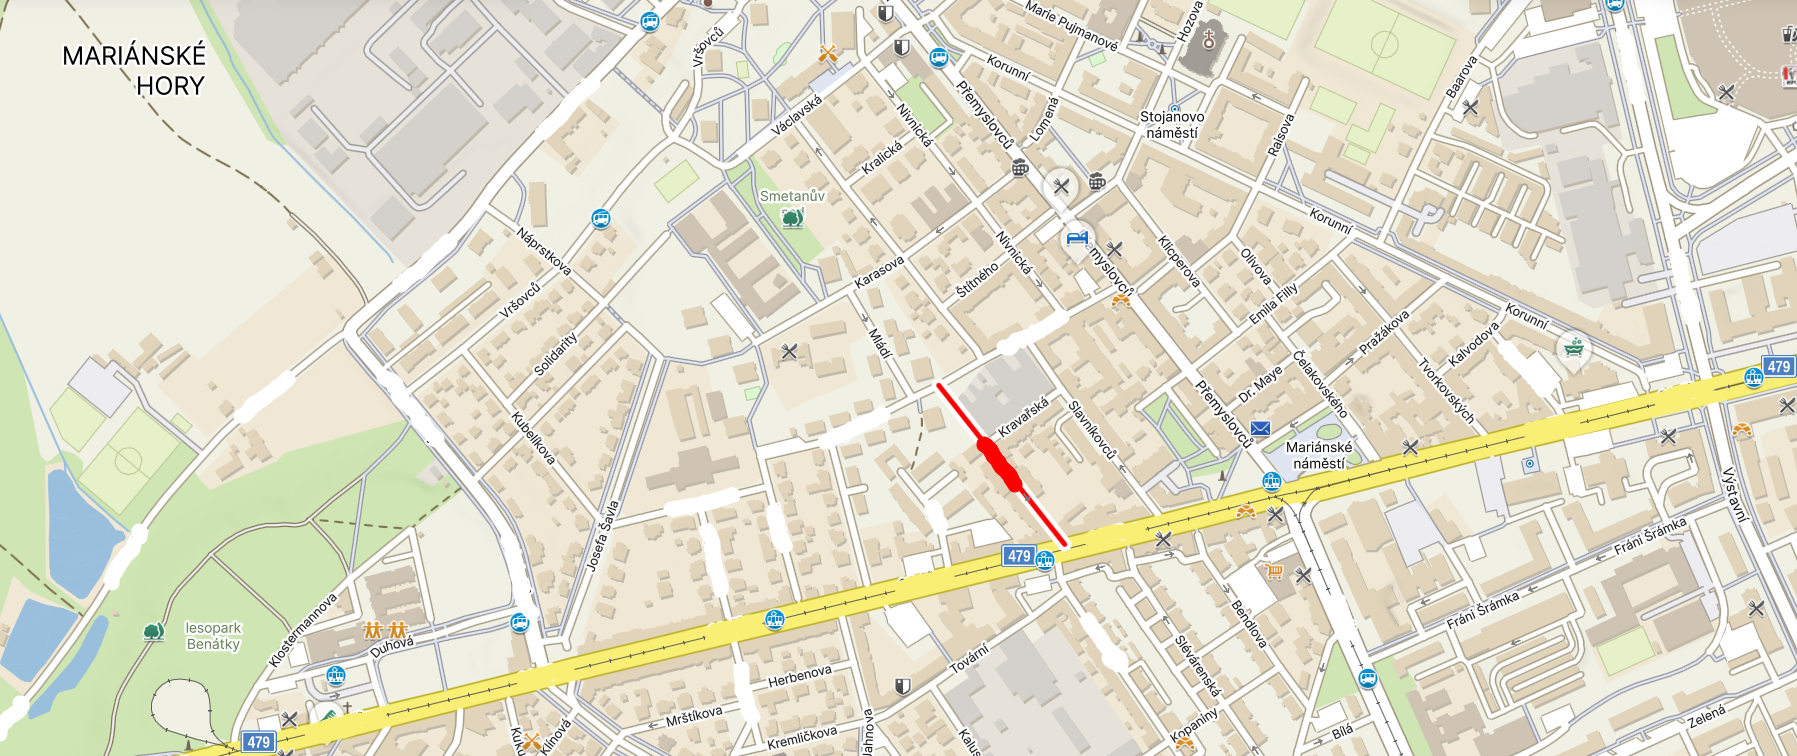 MARIÁNSKÉ
HORY
Vršovců
Marie Pujmanové
Hozova
Korunní
Přemyslovců
Lomená
Stojanovo
náměstí
Raisova
Baarova
Václavská
Nivnická
Kralická
Smetanův
Náprstkova
Vršovců
Karasova
Štítného
Nivnická
Klicperova
Olivova
Korunní
Emila Filly
Korunní
Solidarity
Mládí
Pražákova
Kalvodova
Dr. Maye
Čelakovského
Tvorkovských
479
Kubelíkova
Kravařská
Slavníkovců
Přemyslovců
Mariánské
náměstí
Josefa Šavla
Výstavní
479
Fráni Šrámka
Fráni Šrámka
lesopark
Benátky
Klostermannova
Duhová
Bendlova
Slévárenská
Tovární
Herbenova
Mrštíkova
Kremličkova
Klínová
Kopaniny
Bílá
Zelená
479